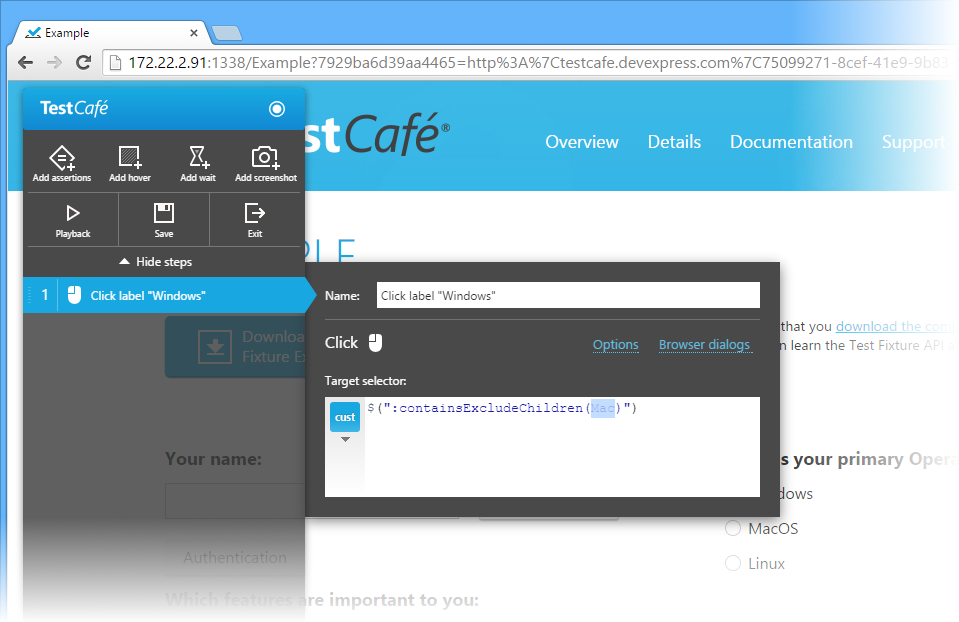 Example
172.22.2.91:1338/Example?7929ba6d39aa4465=http%3A%7Ctestcafe.devexpress.com%7C75099271-8cef-41e9-9b83-
TestCafé
stCafé®
Overview Details Documentation Support
Add assertions Add hover Add wait Add screenshot
Playback Save Exit
PLE
Hide steps
1 Click label "Windows"
Name: Click label "Windows"
that you download the com
Downloa
n learn the Test Fixture API a
Fixture Ex
Click Options Browser dialogs
Target selector:
cust $(":containsExcludeChildren(Mac)")
Your name:
s your primary Opera
dows
MacOS
Authentication
Linux
Which features are important to you: